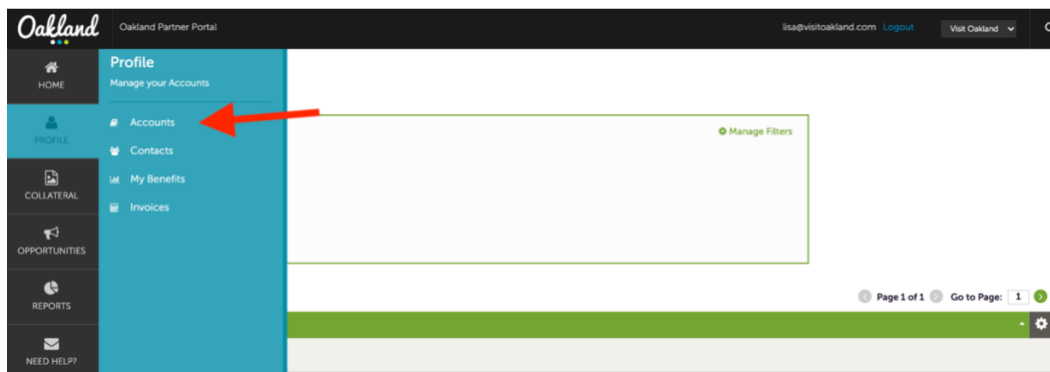 Oakland
Oakland Partner Portal
lisa@visitoakland.com Logout
Visit Oakland
HOME
PROFILE
COLLATERAL
OPPORTUNITIES
REPORTS
NEED HELP?
Profile
Manage your Accounts
Accounts
Contacts
My Benefits
Invoices
Manage Filters
Page 1 of 1 Go to Page: 1